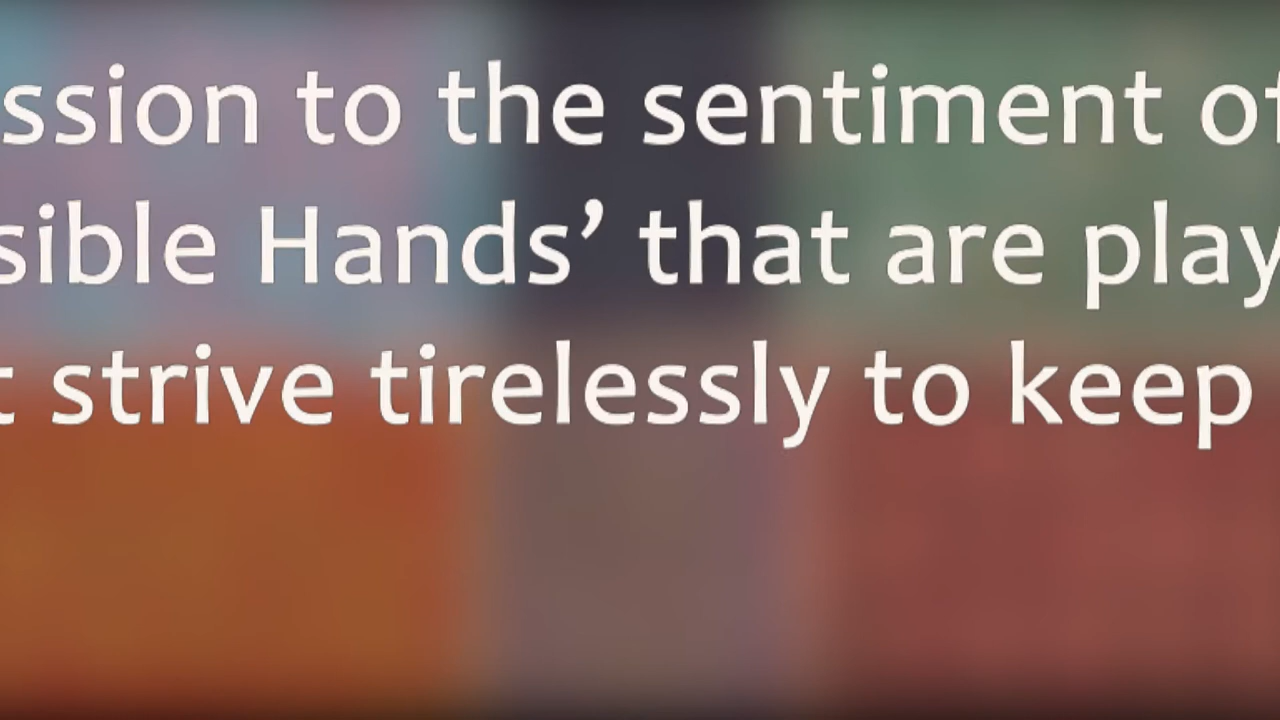 ssion to the sentiment of
sible Hands’ that are play
t strive tirelessly to keep